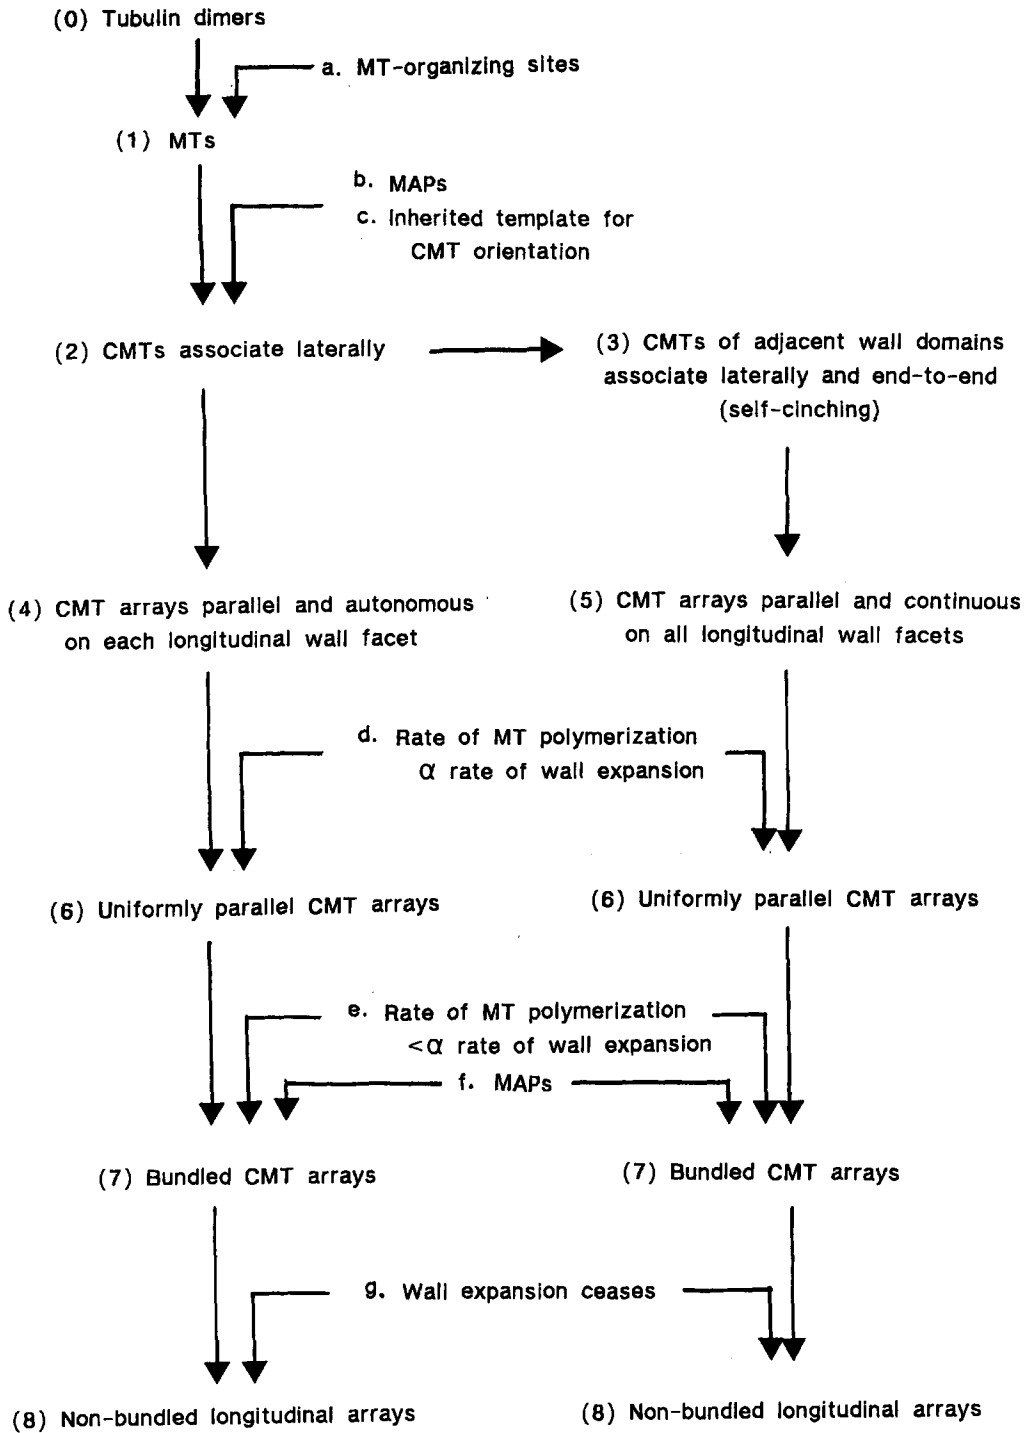 (0) Tubulin dimers
a. MT-organizing sites
(1) MTs
b. MAPs
c. Inherited template for
CMT orientation
(2) CMTs associate laterally
(3) CMTs of adjacent wall domains
associate laterally and end-to-end
(self-cinching)
(4) CMT arrays parallel and autonomous
on each longitudinal wall facet
(5) CMT arrays parallel and continuous
on all longitudinal wall facets
d. Rate of MT polymerization
α rate of wall expansion
(6) Uniformly parallel CMT arrays
(6) Uniformly parallel CMT arrays
e. Rate of MT polymerization
<α rate of wall expansion
f. MAPs
(7) Bundled CMT arrays
(7) Bundled CMT arrays
g. Wall expansion ceases
(8) Non-bundled longitudinal arrays
(8) Non-bundled longitudinal arrays